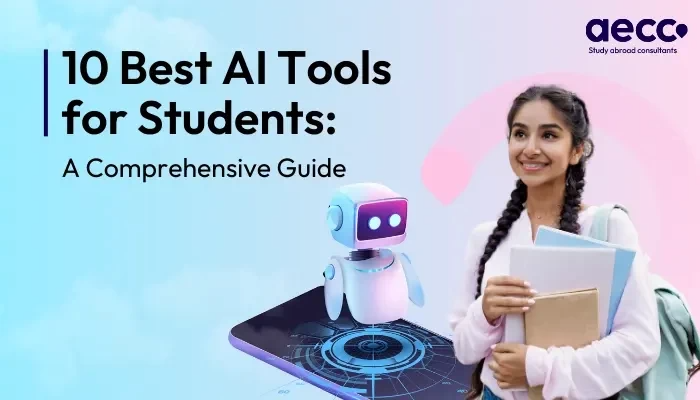 aecc
Study abroad consultants
10 Best AI Tools
for Students:
A Comprehensive Guide